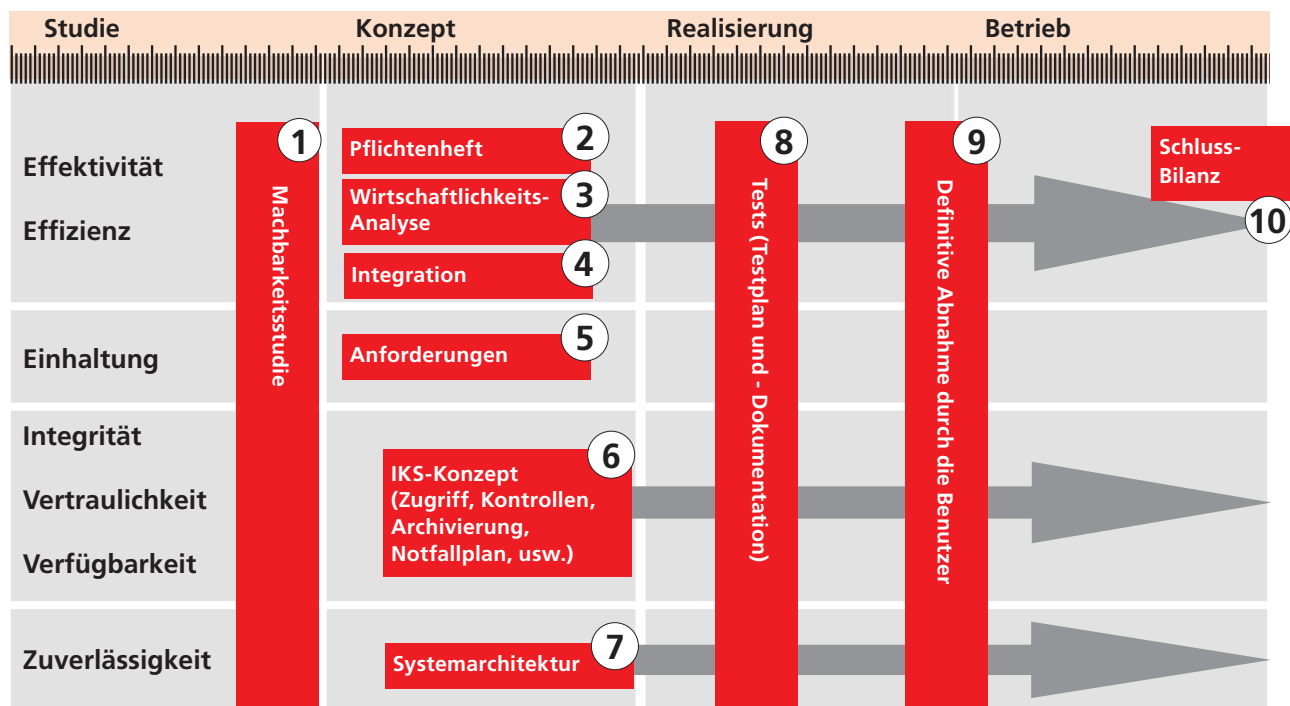 Studie Konzept Realisierung Betrieb
1
2
8
9
Pflichtenheft
Schluss-
Bilanz
Effektivität
3
Wirtschaftlichkeits-
Analyse
Effizienz
10
4
Integration
Machbarkeitsstudie
Tests (Testplan und - Dokumentation)
Definitive Abnahme durch die Benutzer
Einhaltung
5
Anforderungen
Integrität
Vertraulichkeit
Verfügbarkeit
6
IKS-Konzept
(Zugriff, Kontrollen,
Archivierung,
Notfallplan, usw.)
Zuverlässigkeit
7
Systemarchitektur